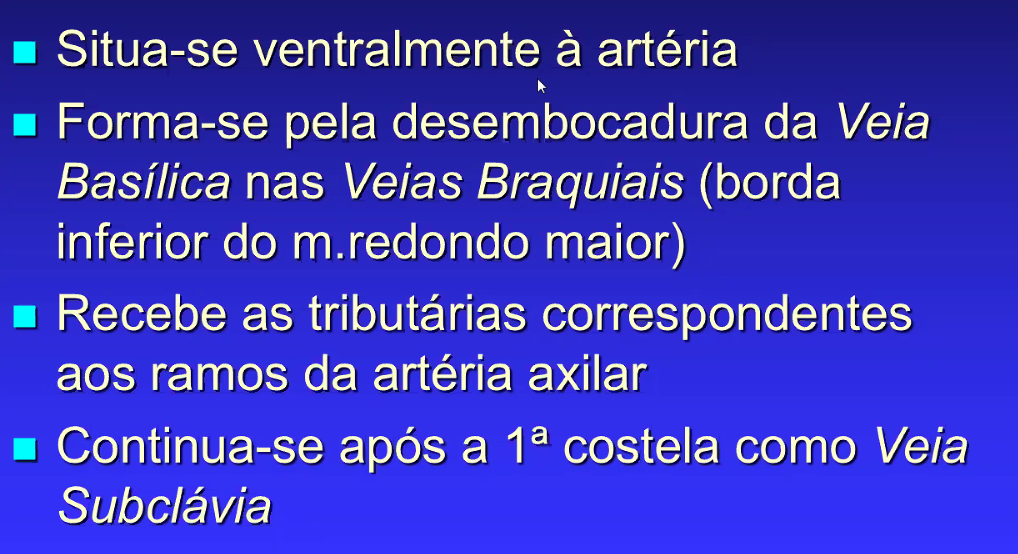 Situa-se ventralmente à artéria
Forma-se pela desembocadura da Veia
Basílica nas Veias Braquiais (borda
inferior do m.redondo maior)
Recebe as tributárias correspondentes
aos ramos da artéria axilar
Continua-se após a 1ª costela como Veia
Subclávia